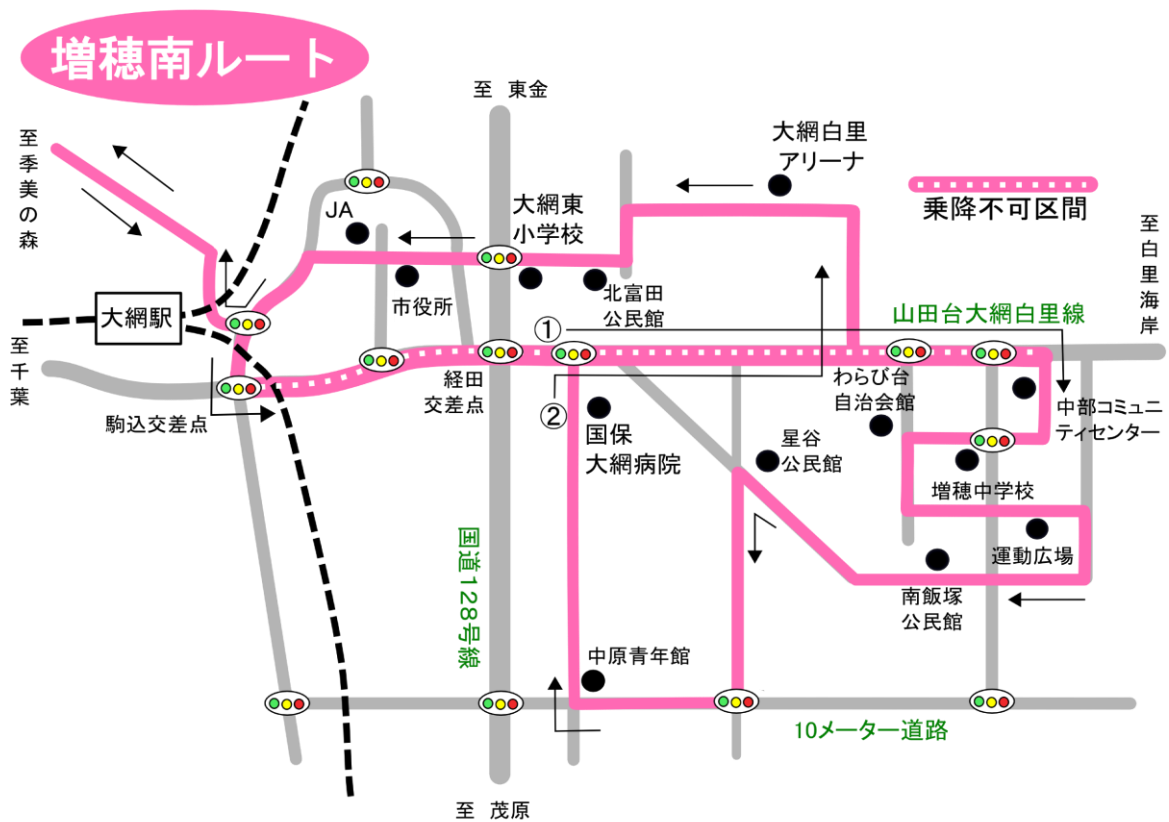 増穂南ルート
至 東金
至季美の森
大網白里
アリーナ
JA
大網東
小学校
乗降不可区間
至白里海岸
市役所
北富田
公民館
大網駅
①
山田台大網白里線
至千葉
経田
交差点
②
わらび台
自治会館
駒込交差点
中部コミュニ
ティセンター
国保
大網病院
星谷
公民館
増穂中学校
国道128号線
運動広場
南飯塚
公民館
中原青年館
10メーター道路
至 茂原